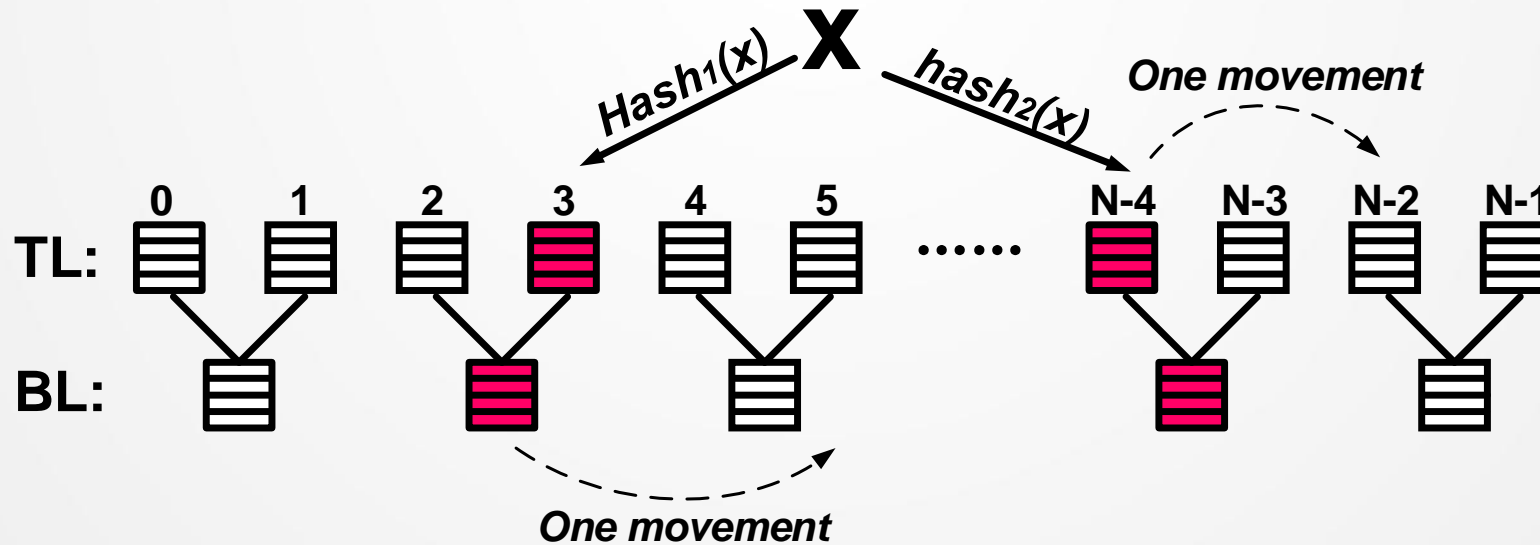 X
Hash1(x)
hash2(x)
One movement
0 1 2 3 4 5 N-4 N-3 N-2 N-1
TL: ······
BL:
One movement